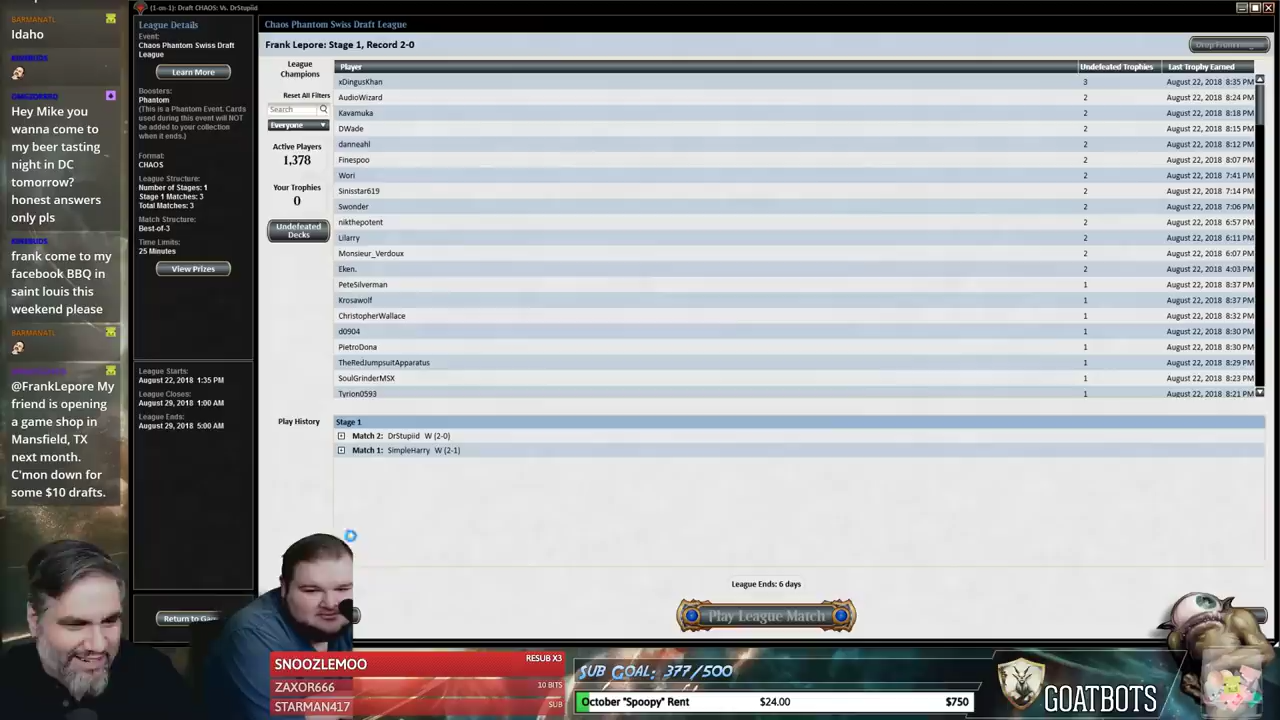 (1-on-1): Draft CHAOS: Vs. DrStupiid
BARMANATL
Idaho
Hey Mike you
wanna come to
my beer tasting
night in DC
tomorrow?
honest answers
only pls
frank come to my
facebook BBQ in
saint louis this
weekend please
BARMANATL
@FrankLepore My
friend is opening
a game shop in
Mansfield, TX
next month.
C'mon down for
some $10 drafts.
League Details
Event:
Chaos Phantom Swiss Draft
League
Learn More
Boosters:
Phantom
(This is a Phantom Event. Cards
used during this event will NOT
be added to your collection
when it ends.)
Format:
CHAOS
League Structure:
Number of Stages: 1
Stage 1 Matches: 3
Total Matches: 3
Match Structure:
Best-of-3
Time Limits:
25 Minutes
View Prizes
League Starts:
August 22, 2018 1:35 PM
League Closes:
August 29, 2018 1:00 AM
League Ends:
August 29, 2018 5:00 AM
Return to Ga
Chaos Phantom Swiss Draft League
Frank Lepore: Stage 1, Record 2-0
League
Champions
Reset All Filters
Search
Everyone
Active Players
1,378
Your Trophies
0
Undefeated
Decks
Player Undefeated Trophies Last Trophy Earned
xDingusKhan 3 August 22, 2018 8:35 PM
AudioWizard 2 August 22, 2018 8:24 PM
Kavamuka 2 August 22, 2018 8:18 PM
DWade 2 August 22, 2018 8:15 PM
danneahl 2 August 22, 2018 8:12 PM
Finespoo 2 August 22, 2018 8:07 PM
Wori 2 August 22, 2018 7:41 PM
Sinisstar619 2 August 22, 2018 7:14 PM
Swonder 2 August 22, 2018 7:06 PM
nikthepotent 2 August 22, 2018 6:57 PM
Lilarry 2 August 22, 2018 6:11 PM
Monsieur_Verdoux 2 August 22, 2018 6:07 PM
Eken. 2 August 22, 2018 4:03 PM
PeteSilverman 1 August 22, 2018 8:37 PM
Krosawolf 1 August 22, 2018 8:37 PM
ChristopherWallace 1 August 22, 2018 8:32 PM
d0904 1 August 22, 2018 8:30 PM
PietroDona 1 August 22, 2018 8:30 PM
TheRedJumpsuitApparatus 1 August 22, 2018 8:29 PM
SoulGrinderMSX 1 August 22, 2018 8:23 PM
Tyrion0593 1 August 22, 2018 8:21 PM
Play History
Stage 1
Match 2: DrStupiid W (2-0)
Match 1: SimpleHarry W (2-1)
League Ends: 6 days
Play League Match
SNOOZLEMOO RESUB X3
ZAXOR666 10 BITS
STARMAN417 SUB
SUB GOAL: 377/500
October "Spoopy" Rent $24.00 $750
GOATBOTS